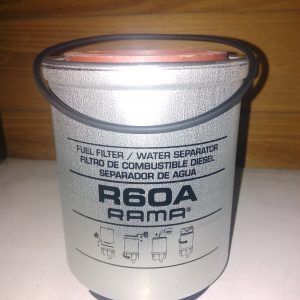 FUEL FILTER / WATER SEPARATOR
FILTRO DE COMBUSTIBLE DIESEL
SEPARADOR DE AGUA
R60A
RAMA®